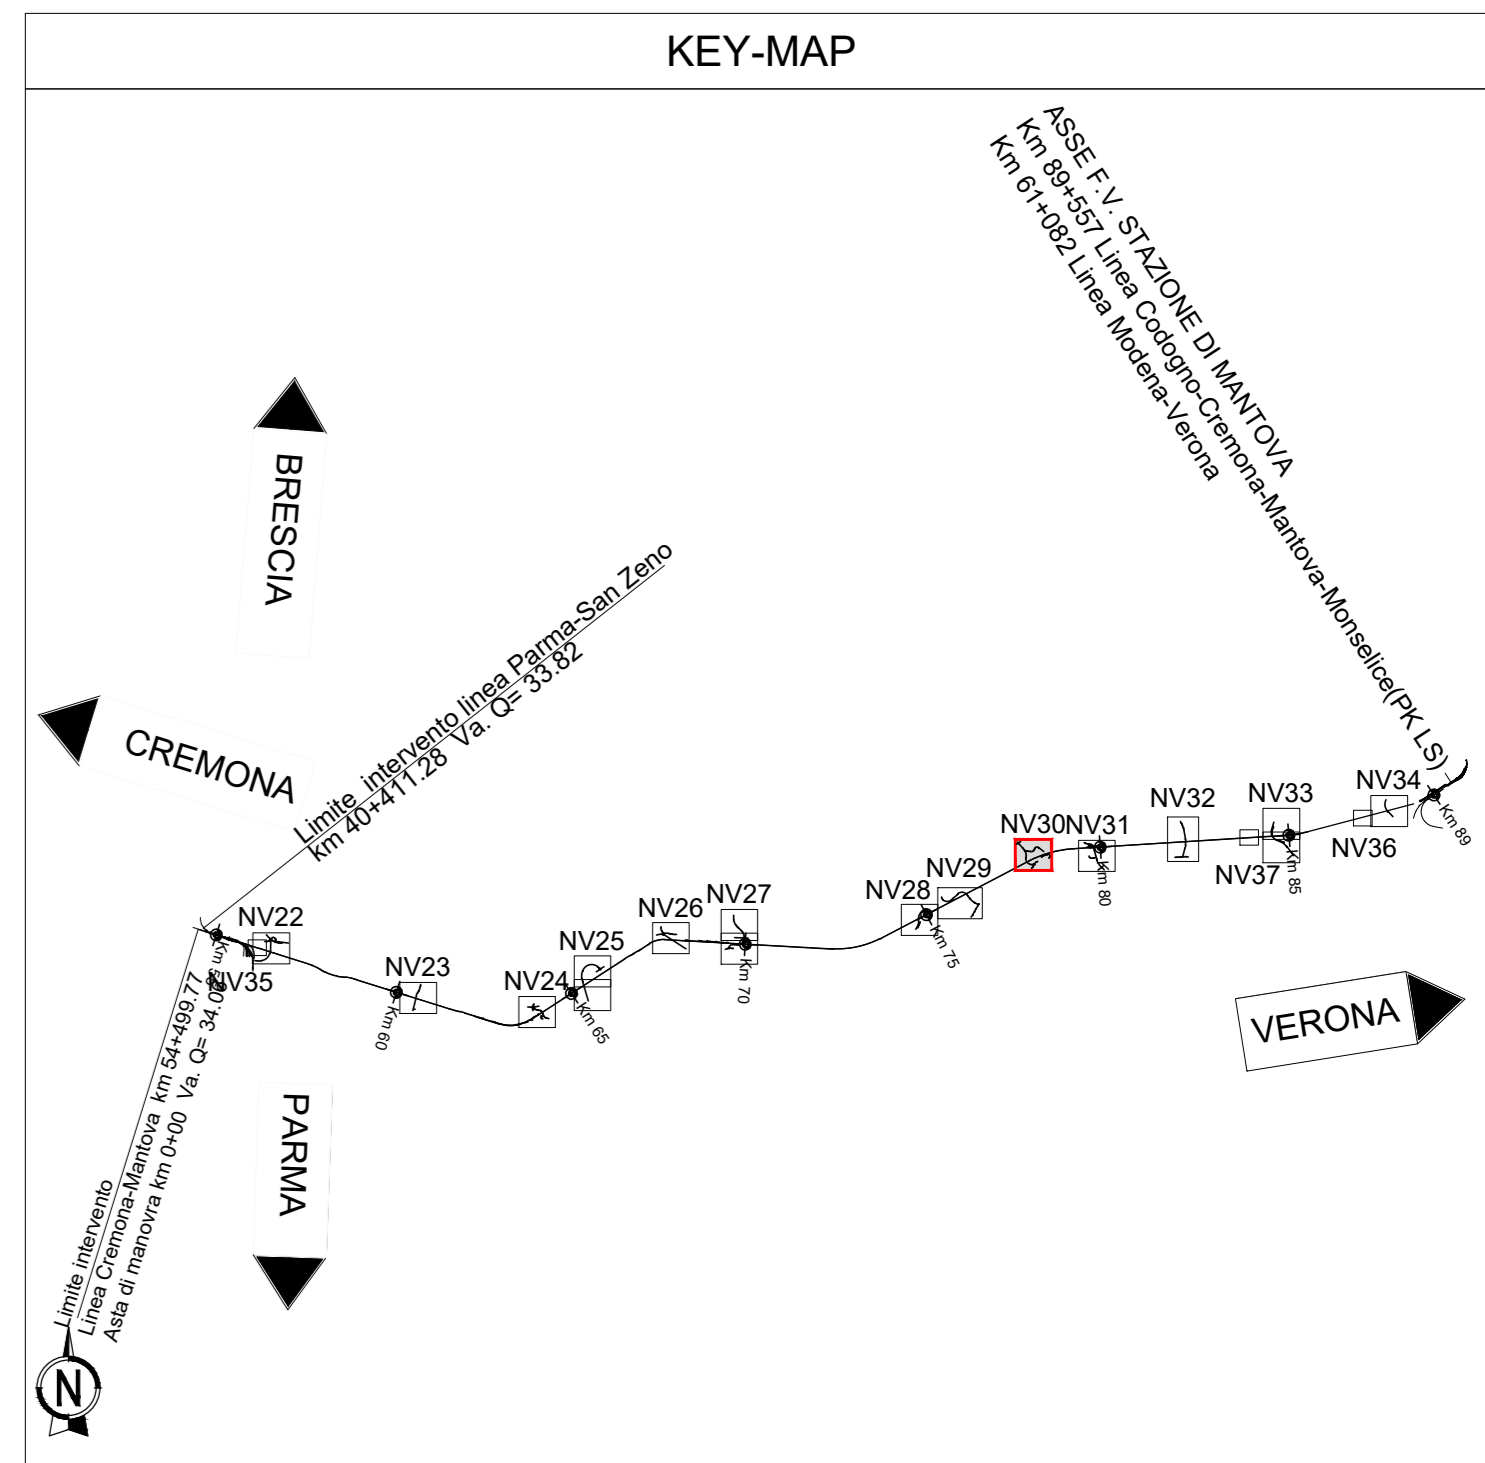 KEY-MAP
ASSE F.V. STAZIONE DI MANTOVA
Km 89+557 Linea Codogno-Cremona-Mantova-Monselice(PK LS)
Km 61+082 Linea Modena-Verona
BRESCIA
CREMONA
Limite intervento linea Parma-San Zeno
km 40+411.28 Va. Q= 33.82
NV22
NV35
NV23
Km 60
NV24
NV25
Km 65
NV26
NV27
Km 70
NV28
NV29
Km 75
NV30
NV31
Km 80
NV32
NV37
NV33
Km 85
NV36
NV34
Km 89
VERONA
PARMA
Limite intervento
Linea Cremona-Mantova km 54+499.77
Asta di manovra km 0+00 Va. Q= 34.0
N